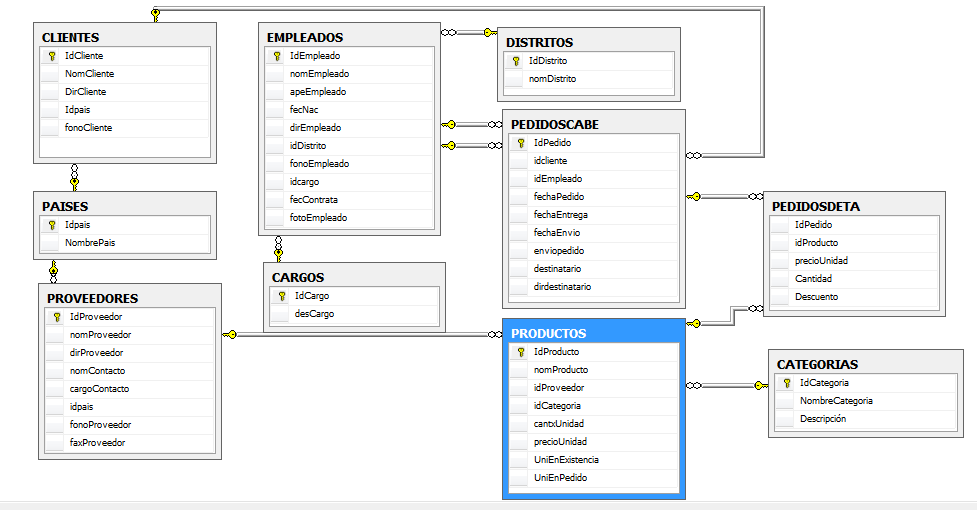 CLIENTES
IdCliente
NomCliente
DirCliente
Idpais
fonoCliente
EMPLEADOS
IdEmpleado
nomEmpleado
apeEmpleado
fecNac
dirEmpleado
idDistrito
fonoEmpleado
idcargo
fecContrata
fotoEmpleado
DISTRITOS
IdDistrito
nomDistrito
PEDIDOSCABE
IdPedido
idcliente
idEmpleado
fechaPedido
fechaEntrega
fechaEnvio
enviopedido
destinatario
dirdestinatario
PAISES
Idpais
NombrePais
PEDIDOSDETA
IdPedido
idProducto
precioUnidad
Cantidad
Descuento
CARGOS
IdCargo
desCargo
PROVEEDORES
IdProveedor
nomProveedor
dirProveedor
nomContacto
cargoContacto
idpais
fonoProveedor
faxProveedor
PRODUCTOS
IdProducto
nomProducto
idProveedor
idCategoria
cantxUnidad
precioUnidad
UniEnExistencia
UniEnPedido
CATEGORIAS
IdCategoria
NombreCategoria
Descripción